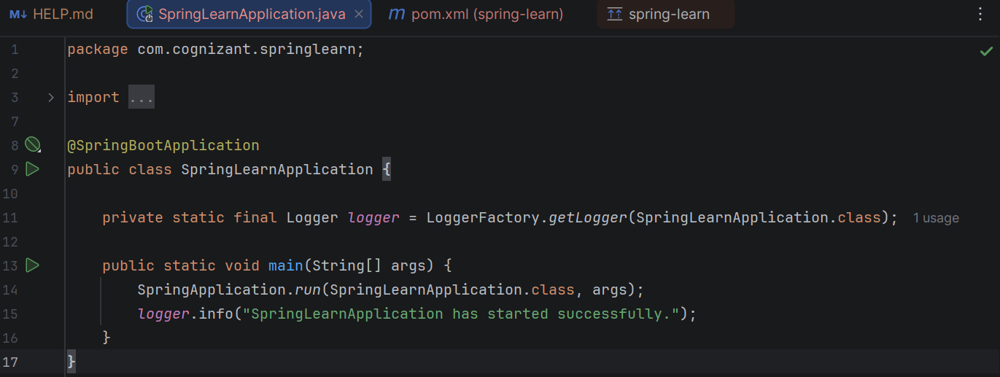 M↓ HELP.md SpringLearnApplication.java × m pom.xml (spring-learn) spring-learn
1 package com.cognizant.springlearn;
2
3 import ...
7
8 @SpringBootApplication
9 public class SpringLearnApplication {
10
11 private static final Logger logger = LoggerFactory.getLogger(SpringLearnApplication.class); 1 usage
12
13 public static void main(String[] args) {
14 SpringApplication.run(SpringLearnApplication.class, args);
15 logger.info("SpringLearnApplication has started successfully.");
16 }
17 }